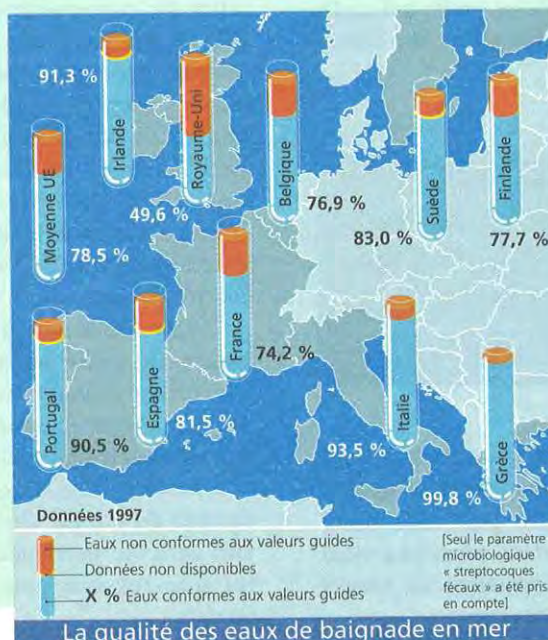 91,3 %
Irlande
Royaume-Uni
49,6 %
Belgique
76,9 %
Suède
83,0 %
Finlande
77,7 %
Moyenne UE
78,5 %
Portugal
90,5 %
Espagne
81,5 %
France
74,2 %
Italie
93,5 %
Grèce
99,8 %
Données 1997
Eaux non conformes aux valeurs guides
Données non disponibles
X % Eaux conformes aux valeurs guides
[Seul le paramètre
microbiologique
« streptocoques
fécaux » a été pris
en compte]
La qualité des eaux de baignade en mer